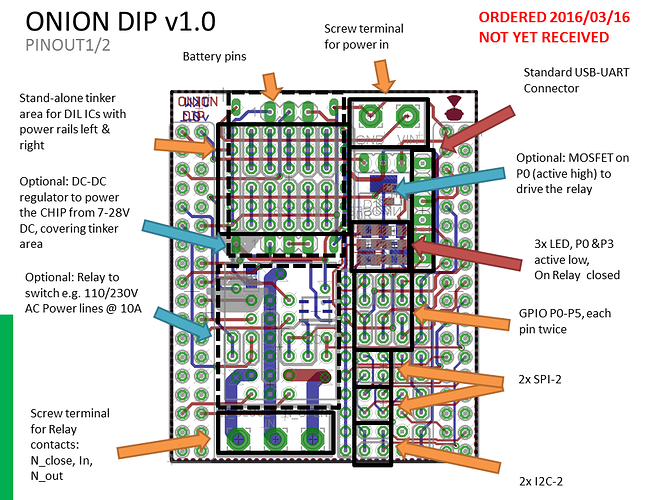 ONION DIP v1.0
PINOUT1/2
ORDERED 2016/03/16
NOT YET RECEIVED
Battery pins
Screw terminal
for power in
Standard USB-UART
Connector
Stand-alone tinker
area for DIL ICs with
power rails left &
right
Optional: DC-DC
regulator to power
the CHIP from 7-28V
DC, covering tinker
area
Optional: Relay to
switch e.g. 110/230V
AC Power lines @ 10A
Screw terminal
for Relay
contacts:
N_close, In,
N_out
ONION
DIP
GND VIN
Optional: MOSFET on
P0 (active high) to
drive the relay
3x LED, P0 &P3
active low,
On Relay closed
GPIO P0-P5, each
pin twice
2x SPI-2
2x I2C-2